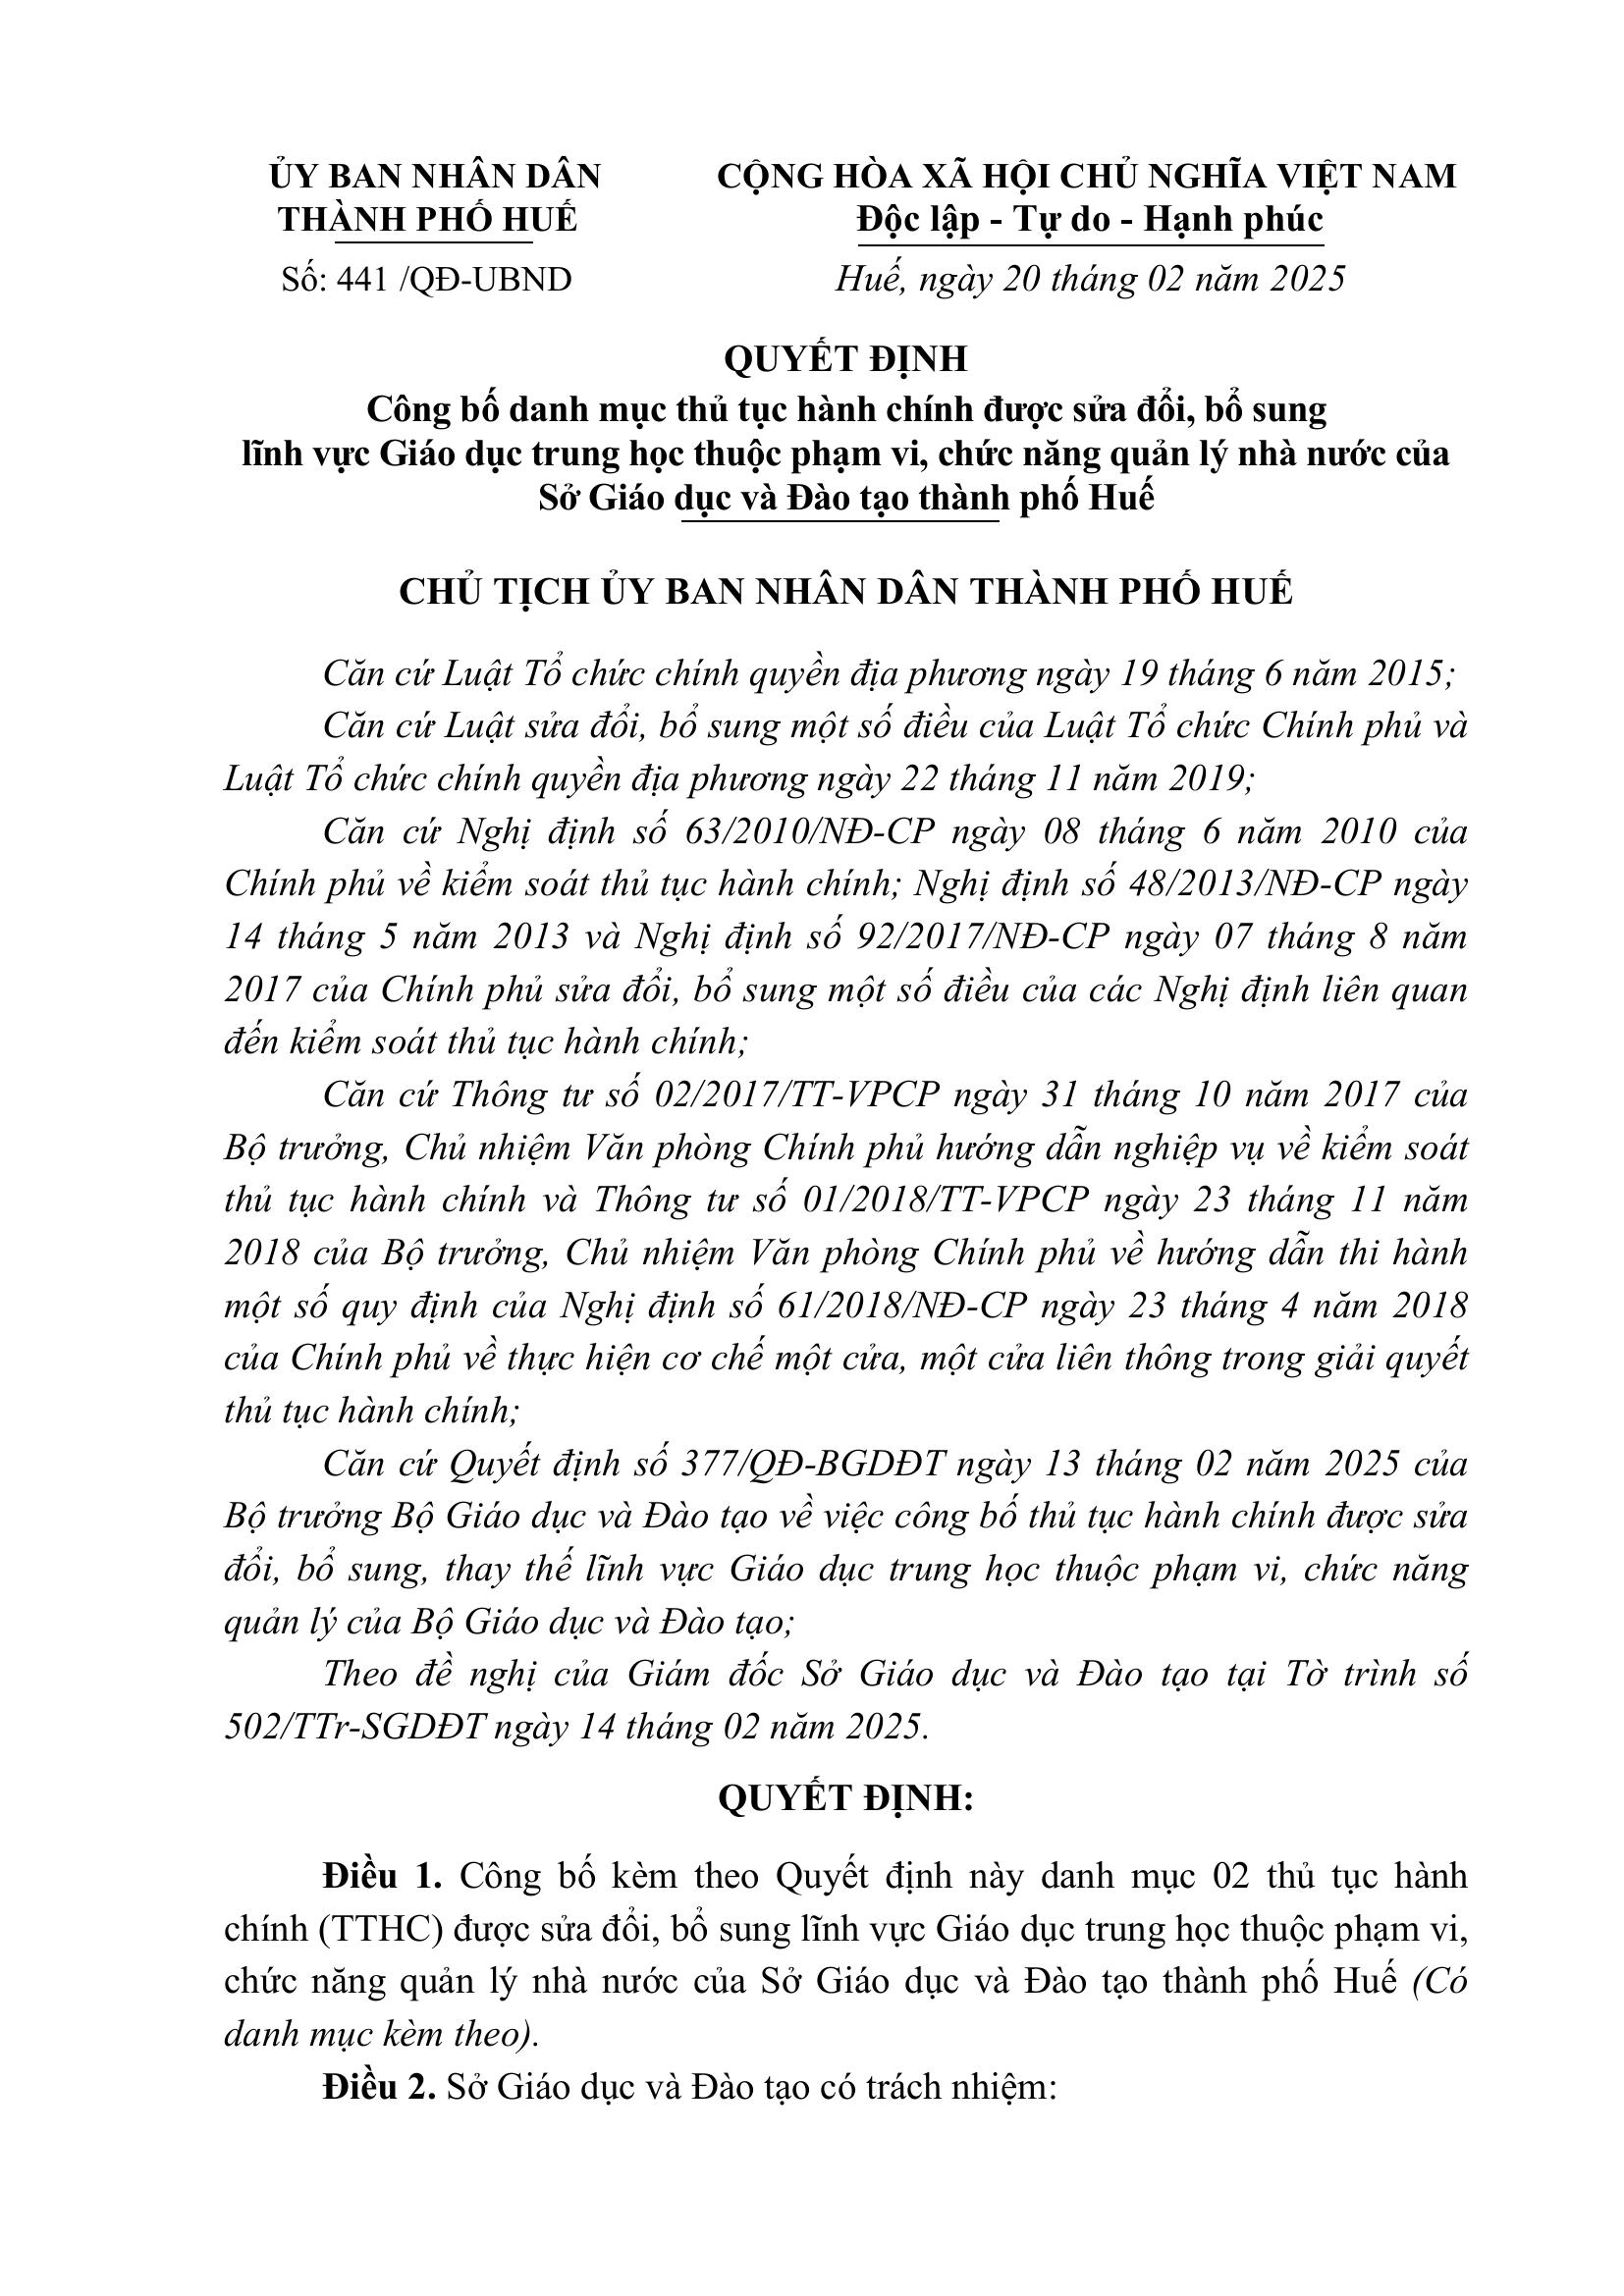 ỦY BAN NHÂN DÂN
THÀNH PHỐ HUẾ
Số: 441 /QĐ-UBND
CỘNG HÒA XÃ HỘI CHỦ NGHĨA VIỆT NAM
Độc lập - Tự do - Hạnh phúc
Huế, ngày 20 tháng 02 năm 2025
QUYẾT ĐỊNH
Công bố danh mục thủ tục hành chính được sửa đổi, bổ sung
lĩnh vực Giáo dục trung học thuộc phạm vi, chức năng quản lý nhà nước của
Sở Giáo dục và Đào tạo thành phố Huế
CHỦ TỊCH ỦY BAN NHÂN DÂN THÀNH PHỐ HUẾ
Căn cứ Luật Tổ chức chính quyền địa phương ngày 19 tháng 6 năm 2015;
Căn cứ Luật sửa đổi, bổ sung một số điều của Luật Tổ chức Chính phủ và
Luật Tổ chức chính quyền địa phương ngày 22 tháng 11 năm 2019;
Căn cứ Nghị định số 63/2010/NĐ-CP ngày 08 tháng 6 năm 2010 của
Chính phủ về kiểm soát thủ tục hành chính; Nghị định số 48/2013/NĐ-CP ngày
14 tháng 5 năm 2013 và Nghị định số 92/2017/NĐ-CP ngày 07 tháng 8 năm
2017 của Chính phủ sửa đổi, bổ sung một số điều của các Nghị định liên quan
đến kiểm soát thủ tục hành chính;
Căn cứ Thông tư số 02/2017/TT-VPCP ngày 31 tháng 10 năm 2017 của
Bộ trưởng, Chủ nhiệm Văn phòng Chính phủ hướng dẫn nghiệp vụ về kiểm soát
thủ tục hành chính và Thông tư số 01/2018/TT-VPCP ngày 23 tháng 11 năm
2018 của Bộ trưởng, Chủ nhiệm Văn phòng Chính phủ về hướng dẫn thi hành
một số quy định của Nghị định số 61/2018/NĐ-CP ngày 23 tháng 4 năm 2018
của Chính phủ về thực hiện cơ chế một cửa, một cửa liên thông trong giải quyết
thủ tục hành chính;
Căn cứ Quyết định số 377/QĐ-BGDĐT ngày 13 tháng 02 năm 2025 của
Bộ trưởng Bộ Giáo dục và Đào tạo về việc công bố thủ tục hành chính được sửa
đổi, bổ sung, thay thế lĩnh vực Giáo dục trung học thuộc phạm vi, chức năng
quản lý của Bộ Giáo dục và Đào tạo;
Theo đề nghị của Giám đốc Sở Giáo dục và Đào tạo tại Tờ trình số
502/TTr-SGDĐT ngày 14 tháng 02 năm 2025.
QUYẾT ĐỊNH:
Điều 1. Công bố kèm theo Quyết định này danh mục 02 thủ tục hành
chính (TTHC) được sửa đổi, bổ sung lĩnh vực Giáo dục trung học thuộc phạm vi,
chức năng quản lý nhà nước của Sở Giáo dục và Đào tạo thành phố Huế (Có
danh mục kèm theo).
Điều 2. Sở Giáo dục và Đào tạo có trách nhiệm: